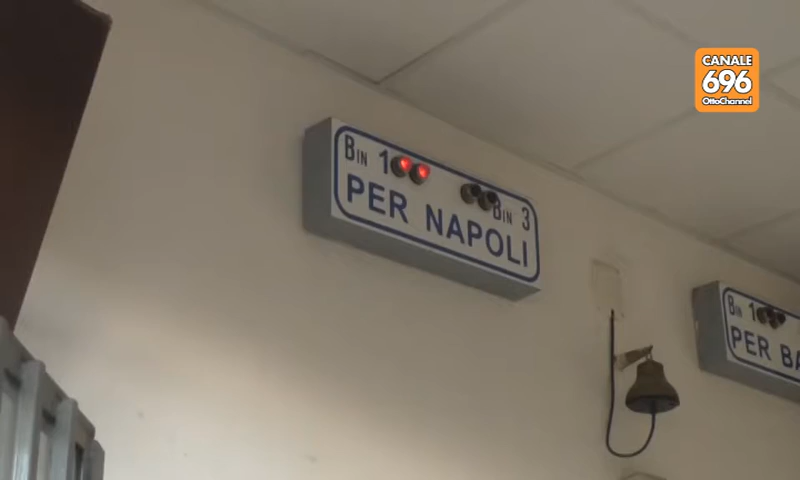 CANALE
696
OttoChannel
BIN 1
BIN 3
PER NAPOLI
BIN 1
PER BA